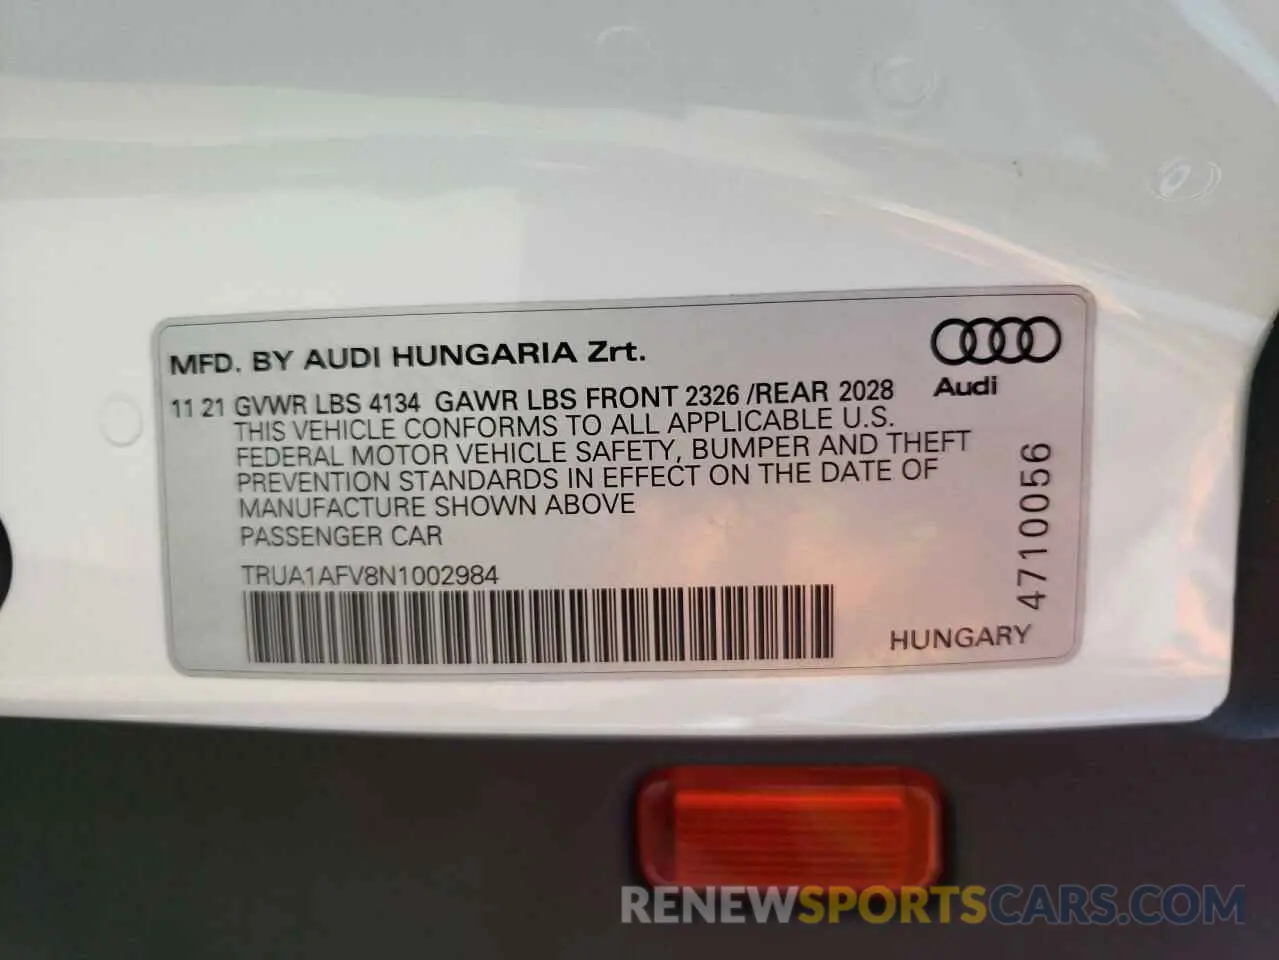 MFD. BY AUDI HUNGARIA Zrt.
Audi
11 21 GVWR LBS 4134 GAWR LBS FRONT 2326 /REAR 2028
THIS VEHICLE CONFORMS TO ALL APPLICABLE U.S.
FEDERAL MOTOR VEHICLE SAFETY, BUMPER AND THEFT
PREVENTION STANDARDS IN EFFECT ON THE DATE OF
MANUFACTURE SHOWN ABOVE
PASSENGER CAR
TRUA1AFV8N1002984
4710056
HUNGARY
RENEWSPORTSCARS.COM